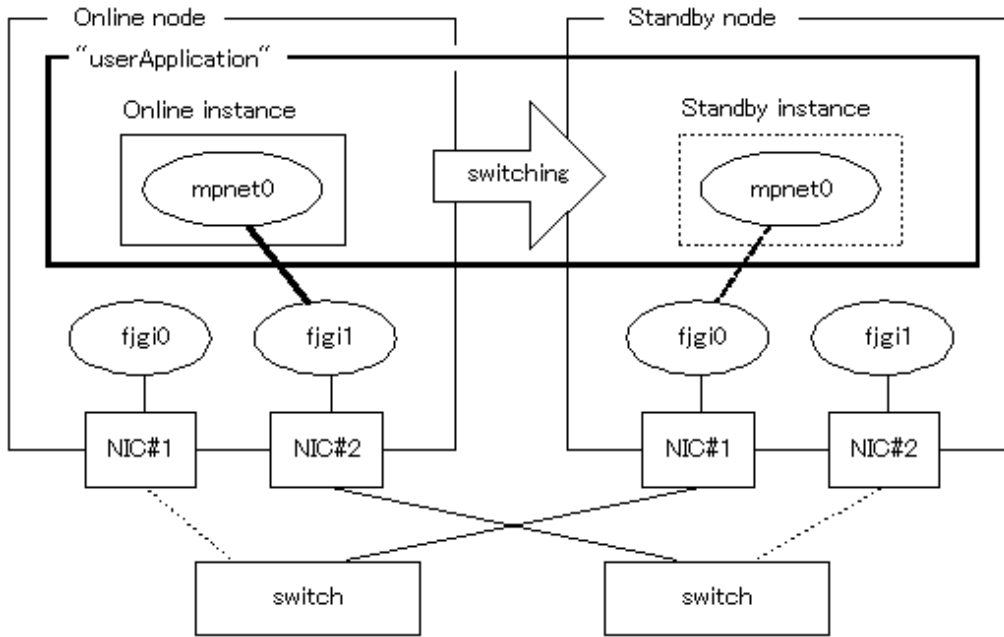 Online node
Standby node
"userApplication"
Online instance
Standby instance
mpnet0
switching
mpnet0
fjgi0
fjgi1
fjgi0
fjgi1
NIC#1
NIC#2
NIC#1
NIC#2
switch
switch